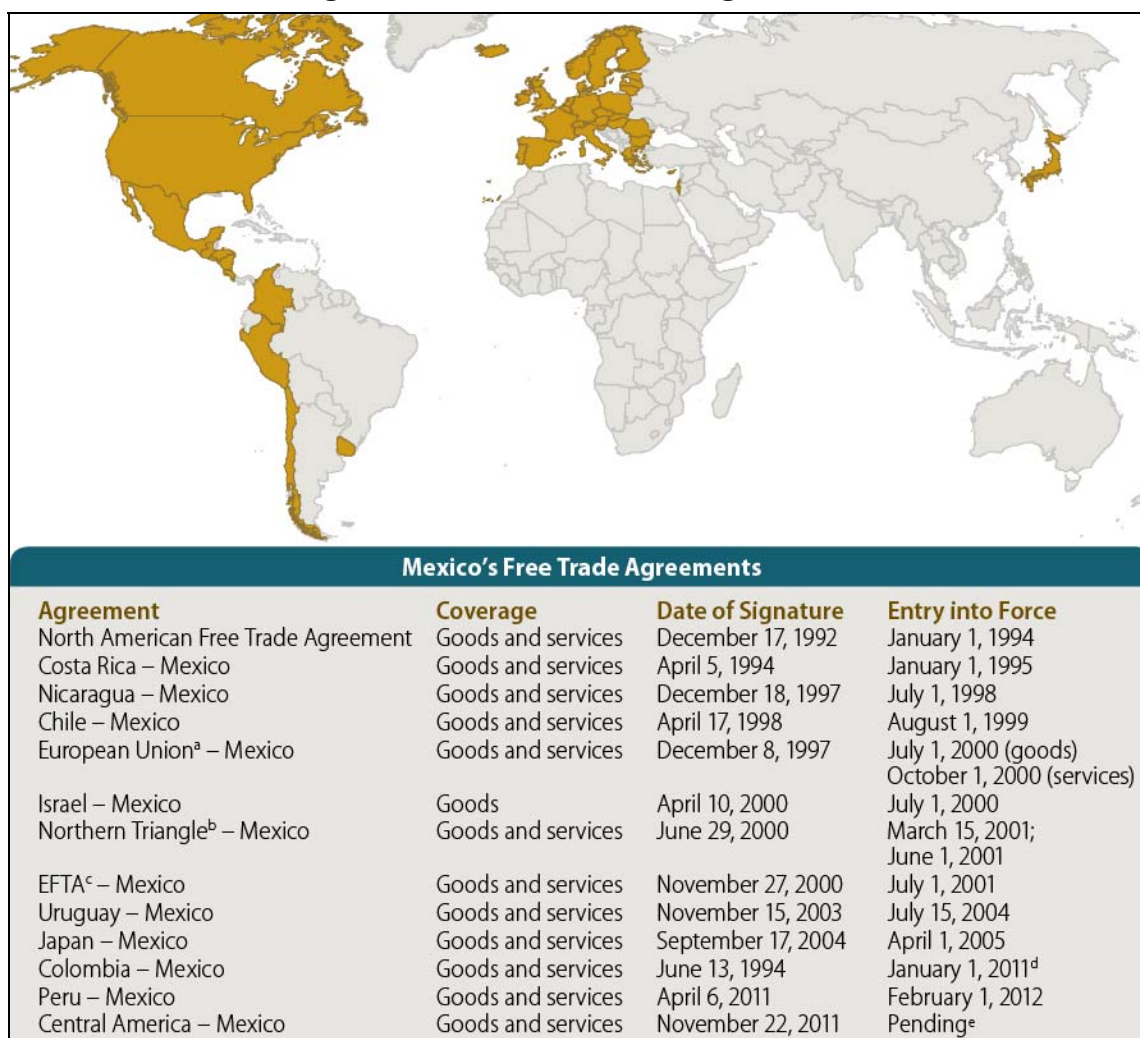 Mexico's Free Trade Agreements
Agreement Coverage Date of Signature Entry into Force
North American Free Trade Agreement Goods and services December 17, 1992 January 1, 1994
Costa Rica – Mexico Goods and services April 5, 1994 January 1, 1995
Nicaragua – Mexico Goods and services December 18, 1997 July 1, 1998
Chile – Mexico Goods and services April 17, 1998 August 1, 1999
European Unionᵃ – Mexico Goods and services December 8, 1997 July 1, 2000 (goods)
October 1, 2000 (services)
Israel – Mexico Goods April 10, 2000 July 1, 2000
Northern Triangleᵇ – Mexico Goods and services June 29, 2000 March 15, 2001;
June 1, 2001
EFTAᶜ – Mexico Goods and services November 27, 2000 July 1, 2001
Uruguay – Mexico Goods and services November 15, 2003 July 15, 2004
Japan – Mexico Goods and services September 17, 2004 April 1, 2005
Colombia – Mexico Goods and services June 13, 1994 January 1, 2011ᵈ
Peru – Mexico Goods and services April 6, 2011 February 1, 2012
Central America – Mexico Goods and services November 22, 2011 Pendingᵉ